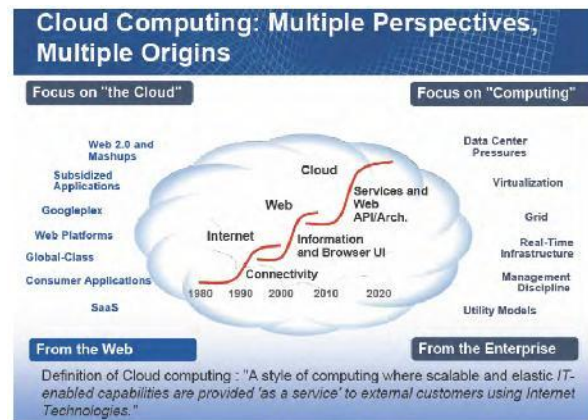 Cloud Computing: Multiple Perspectives,
Multiple Origins
Focus on "the Cloud"
Focus on "Computing"
Web 2.0 and
Mashups
Subsidized
Applications
Googleplex
Web Platforms
Global-Class
Consumer Applications
SaaS
Cloud
Services and
Web
API/Arch.
Web
Information
and Browser UI
Internet
Connectivity
1980 1990 2000 2010 2020
Data Center
Pressures
Virtualization
Grid
Real-Time
Infrastructure
Management
Discipline
Utility Models
From the Web
From the Enterprise
Definition of Cloud computing : "A style of computing where scalable and elastic IT-
enabled capabilities are provided 'as a service' to external customers using Internet
Technologies."